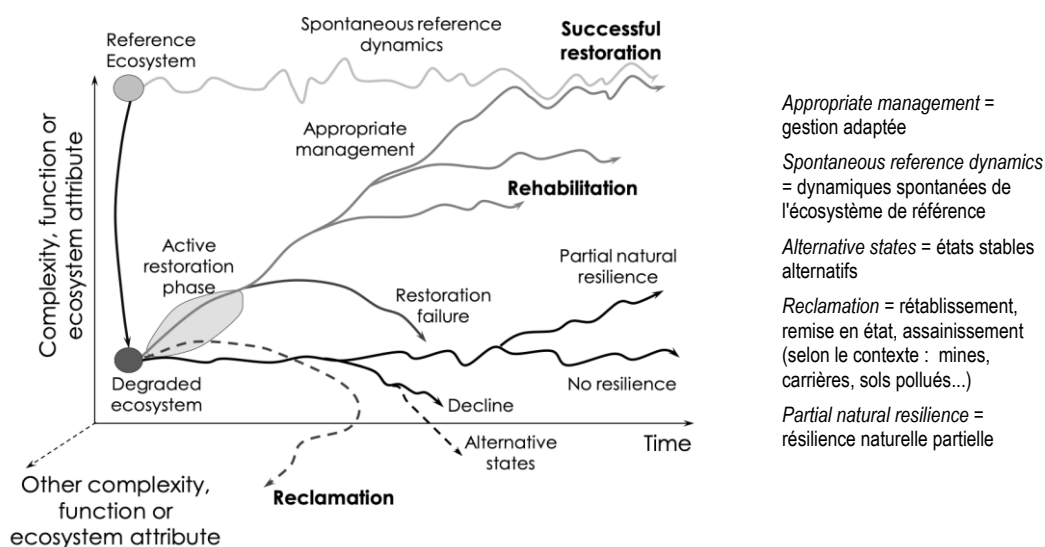 Reference
Ecosystem
Spontaneous reference
dynamics
Successful
restoration
Complexity, function or
ecosystem attribute
Appropriate
management
Rehabilitation
Active
restoration
phase
Partial natural
resilience
Restoration
failure
Degraded
ecosystem
No resilience
Decline
Time
Alternative
states
Reclamation
Other complexity,
function or
ecosystem attribute
Appropriate management =
gestion adaptée
Spontaneous reference dynamics
= dynamiques spontanées de
l'écosystème de référence
Alternative states = états stables
alternatifs
Reclamation = rétablissement,
remise en état, assainissement
(selon le contexte : mines,
carrières, sols pollués...)
Partial natural resilience =
résilience naturelle partielle